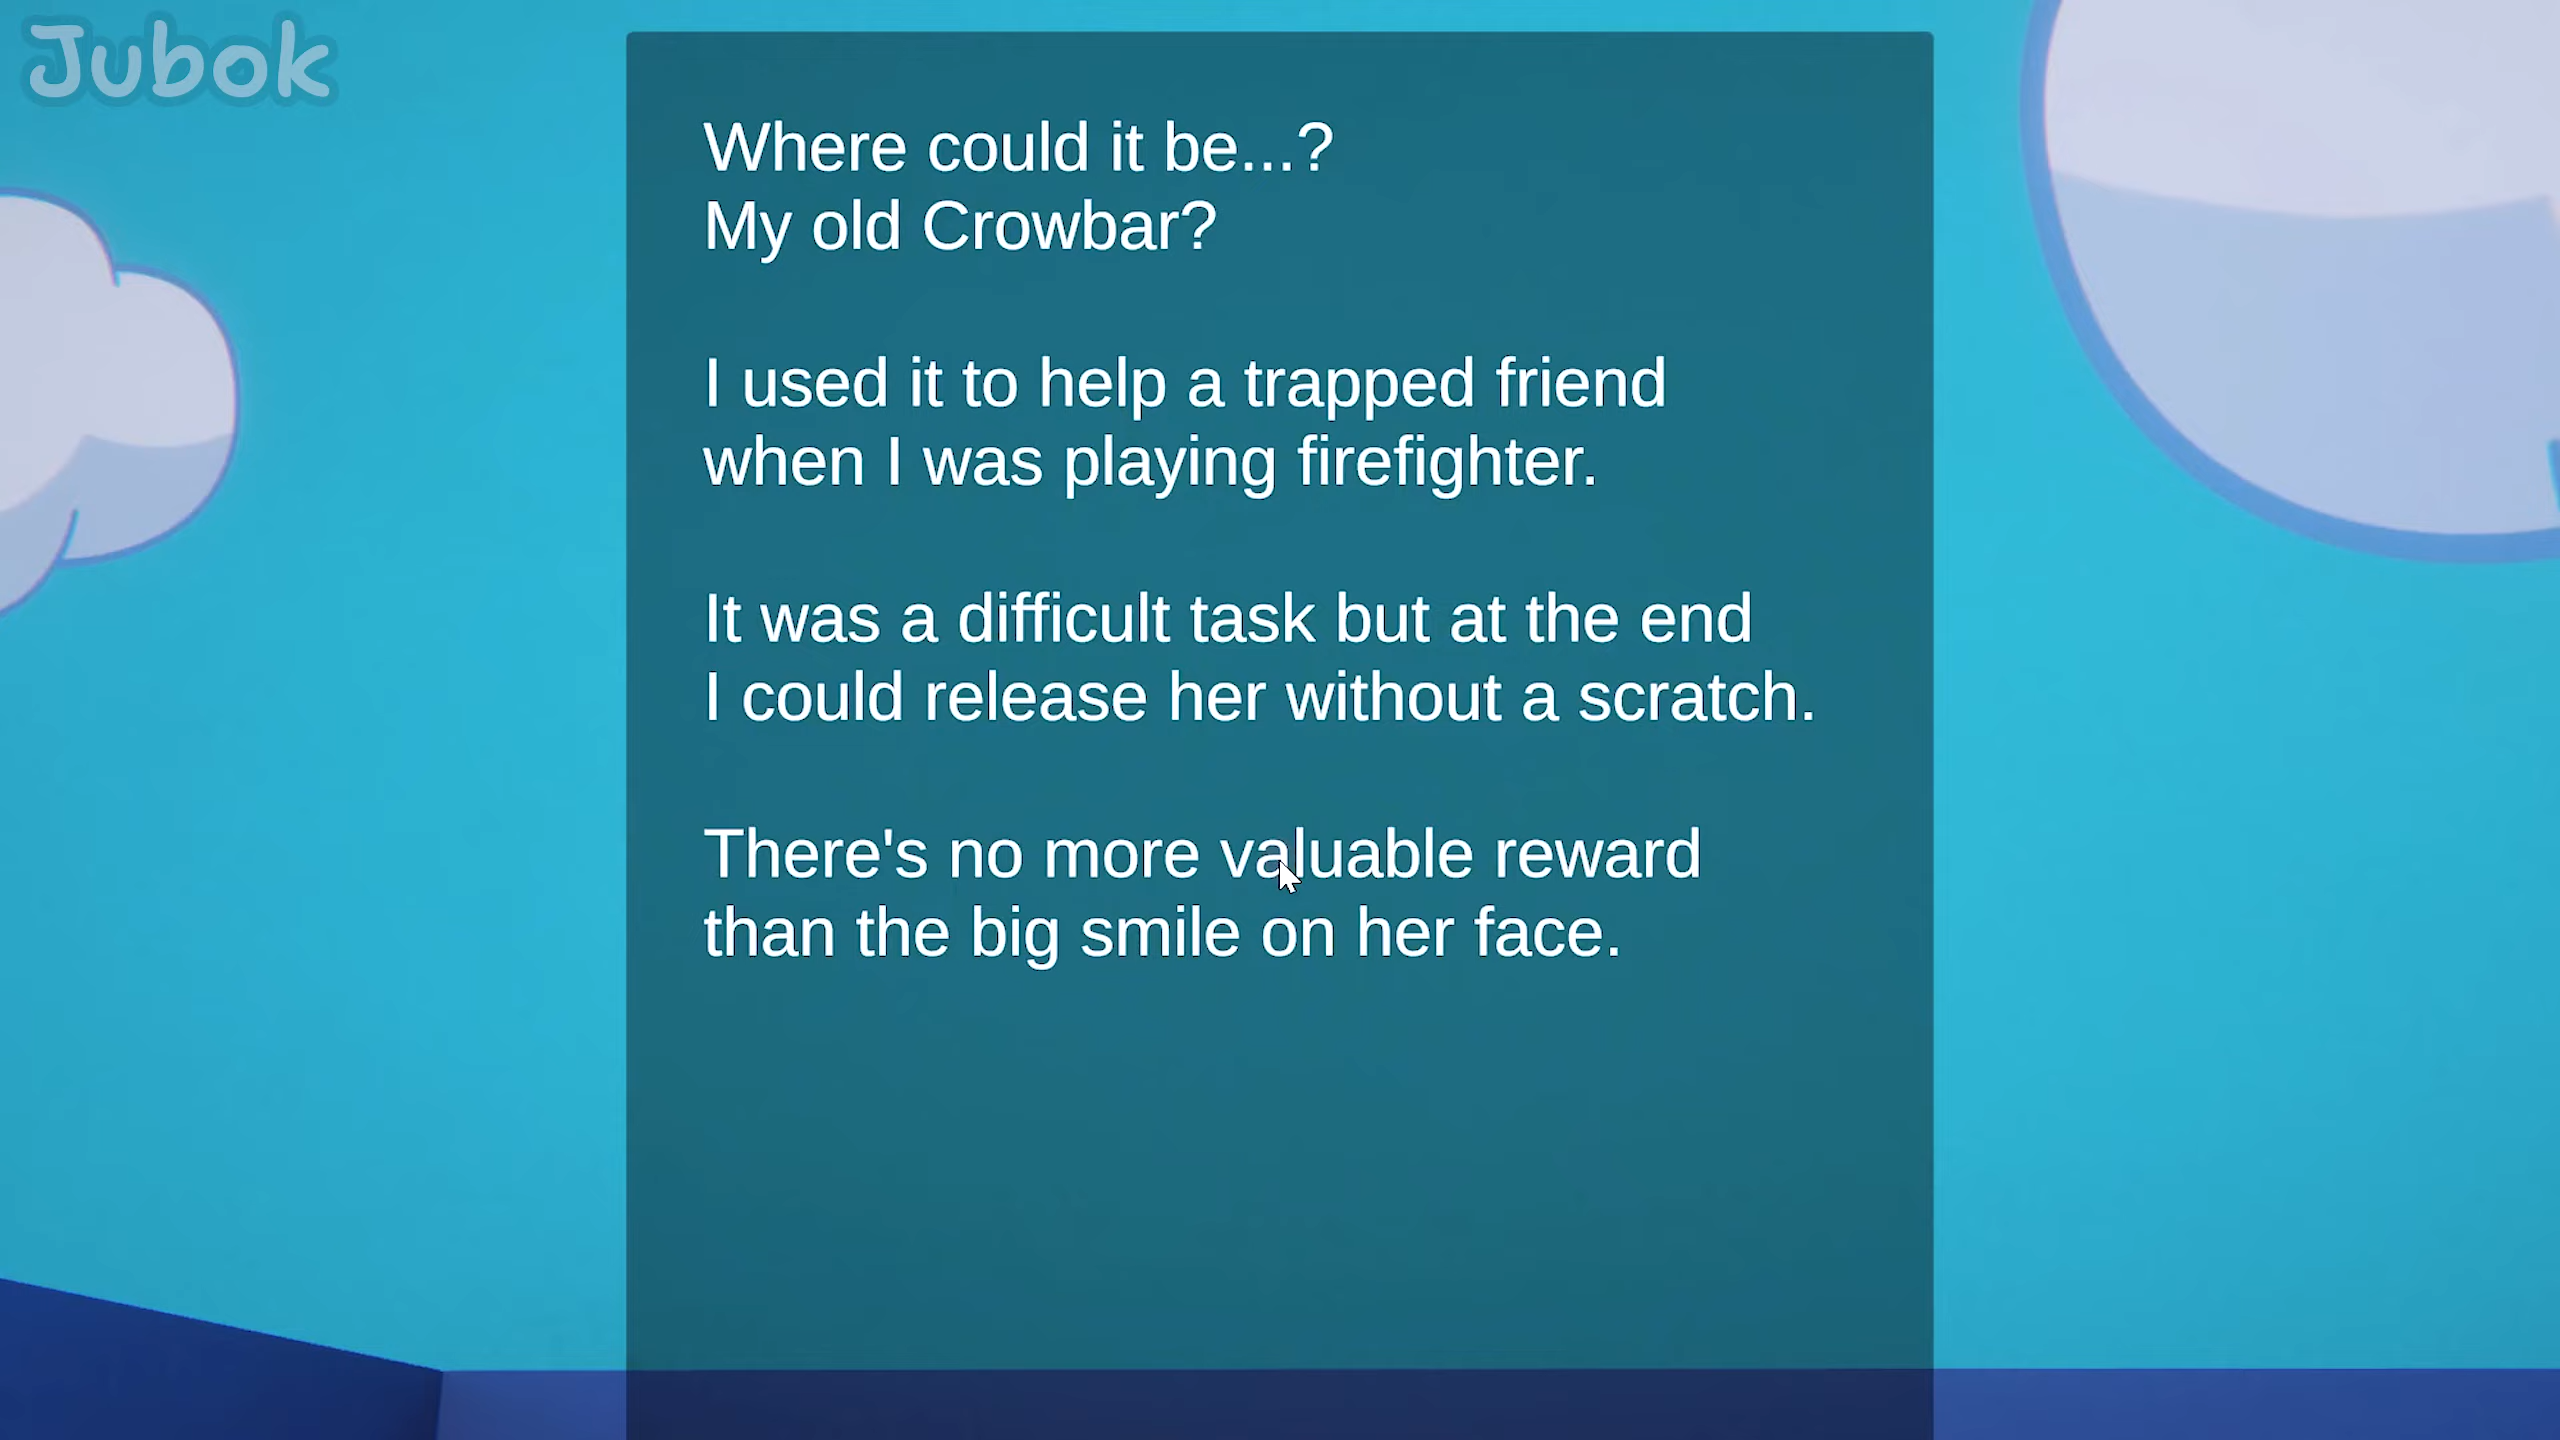 Jubok
Where could it be...?
My old Crowbar?
I used it to help a trapped friend
when I was playing firefighter.
It was a difficult task but at the end
I could release her without a scratch.
There's no more valuable reward
than the big smile on her face.